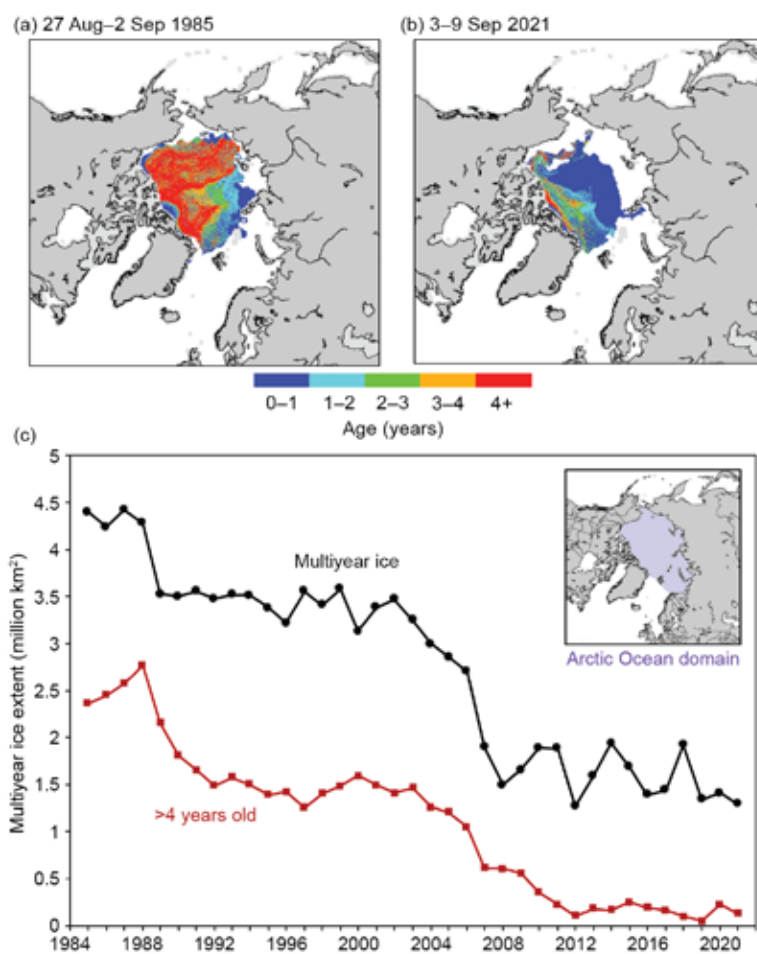 (a) 27 Aug–2 Sep 1985
(b) 3–9 Sep 2021
0–1 1–2 2–3 3–4 4+
Age (years)
(c)
5
4.5
4
3.5
3
2.5
2
1.5
1
0.5
0
Multiyear ice extent (million km²)
Multiyear ice
>4 years old
Arctic Ocean domain
1984 1988 1992 1996 2000 2004 2008 2012 2016 2020